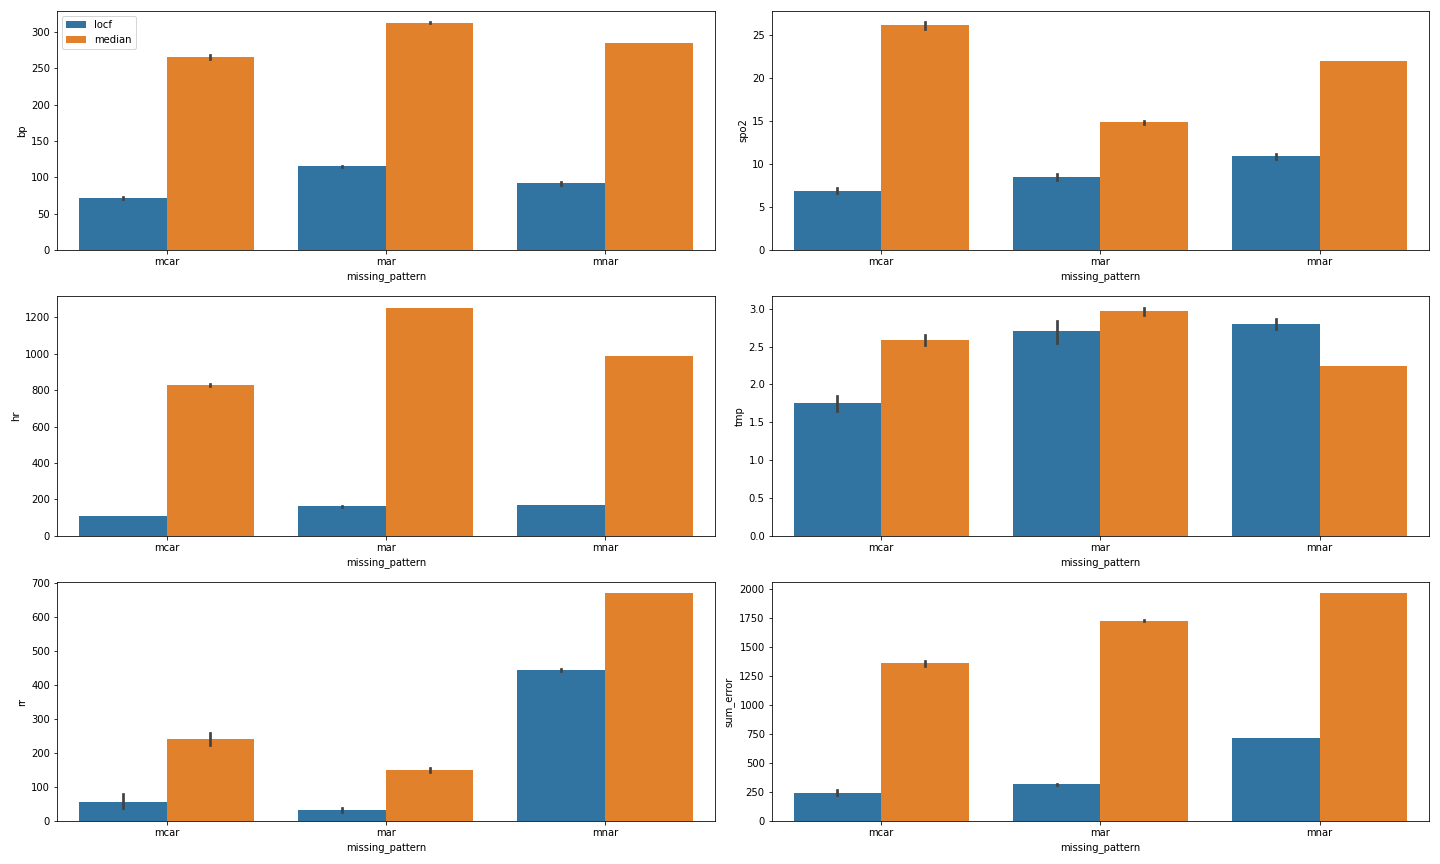 locf
median
300
250
200
150
100
50
0
bp
mcar mar mnar
missing_pattern
25
20
15
10
5
0
spo2
mcar mar mnar
missing_pattern
1200
1000
800
600
400
200
0
hr
mcar mar mnar
missing_pattern
3.0
2.5
2.0
1.5
1.0
0.5
0.0
tmp
mcar mar mnar
missing_pattern
700
600
500
400
300
200
100
0
rr
mcar mar mnar
missing_pattern
2000
1750
1500
1250
1000
750
500
250
0
sum_error
mcar mar mnar
missing_pattern